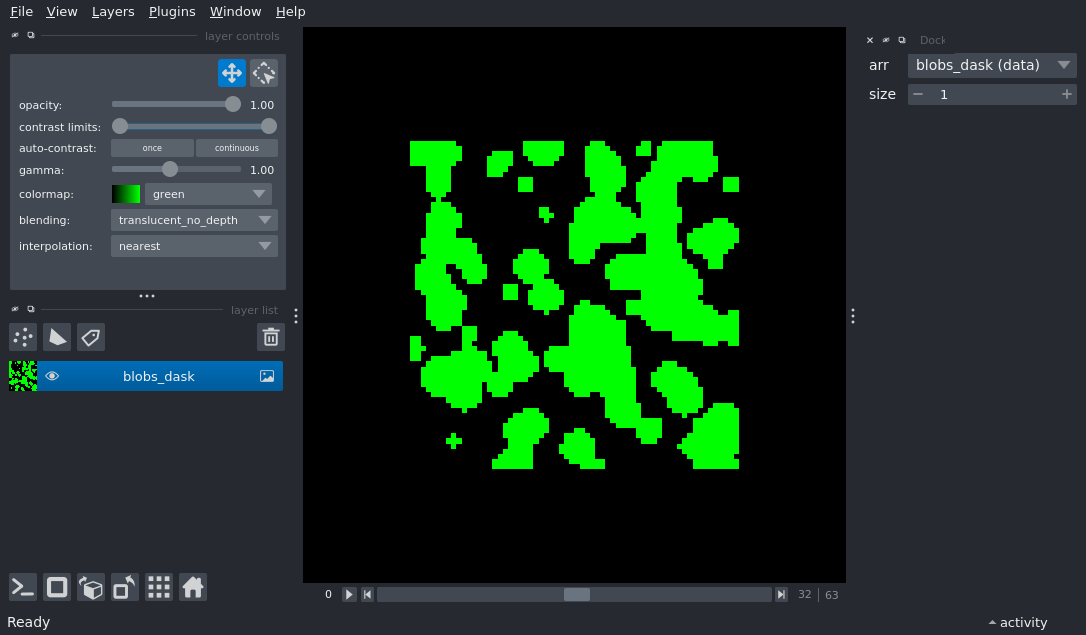 File View Layers Plugins Window Help
layer controls
opacity: 1.00
contrast limits:
auto-contrast: once continuous
gamma: 1.00
colormap: green
blending: translucent_no_depth
interpolation: nearest
layer list
blobs_dask
0 32 63
Dock
arr blobs_dask (data)
size 1
Ready
activity